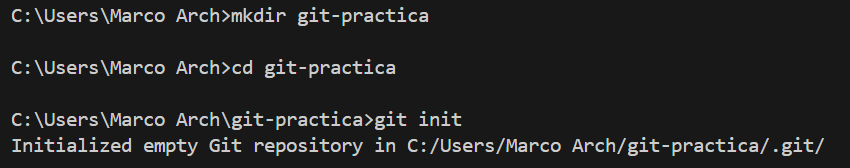 C:\Users\Marco Arch>mkdir git-practica
C:\Users\Marco Arch>cd git-practica
C:\Users\Marco Arch\git-practica>git init
Initialized empty Git repository in C:/Users/Marco Arch/git-practica/.git/